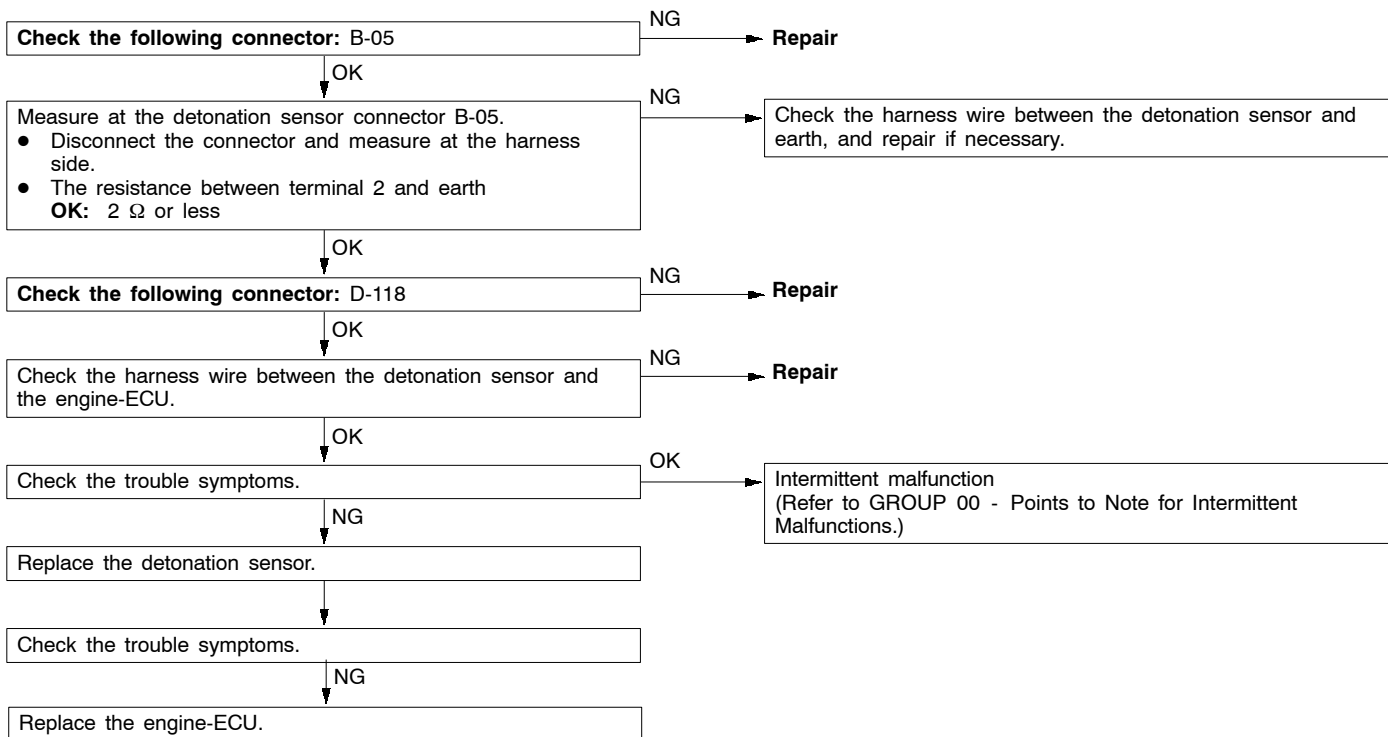 NG
Check the following connector: B-05
Repair
OK
NG
Measure at the detonation sensor connector B-05.
● Disconnect the connector and measure at the harness
side.
● The resistance between terminal 2 and earth
OK: 2 Ω or less
Check the harness wire between the detonation sensor and
earth, and repair if necessary.
OK
NG
Check the following connector: D-118
Repair
OK
NG
Check the harness wire between the detonation sensor and
the engine-ECU.
Repair
OK
OK
Check the trouble symptoms.
Intermittent malfunction
(Refer to GROUP 00 - Points to Note for Intermittent
Malfunctions.)
NG
Replace the detonation sensor.
Check the trouble symptoms.
NG
Replace the engine-ECU.